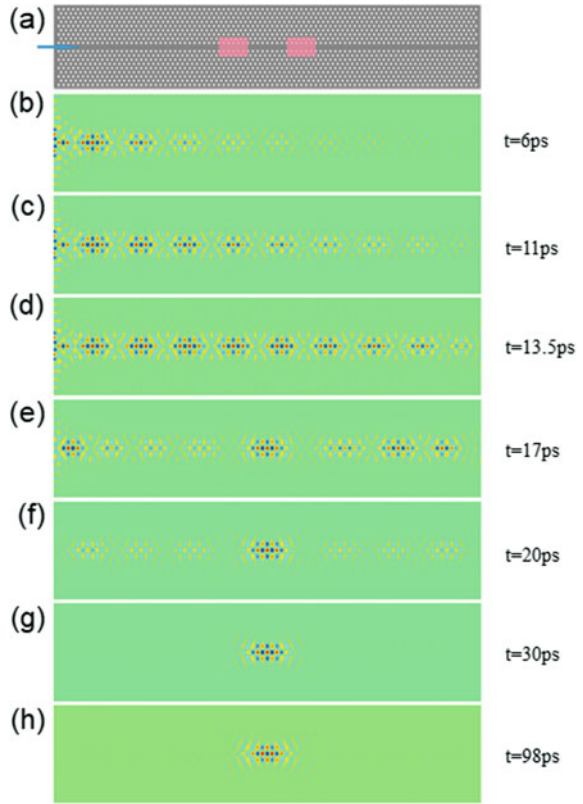 (a)
(b)
t=6ps
(c)
t=11ps
(d)
t=13.5ps
(e)
t=17ps
(f)
t=20ps
(g)
t=30ps
(h)
t=98ps